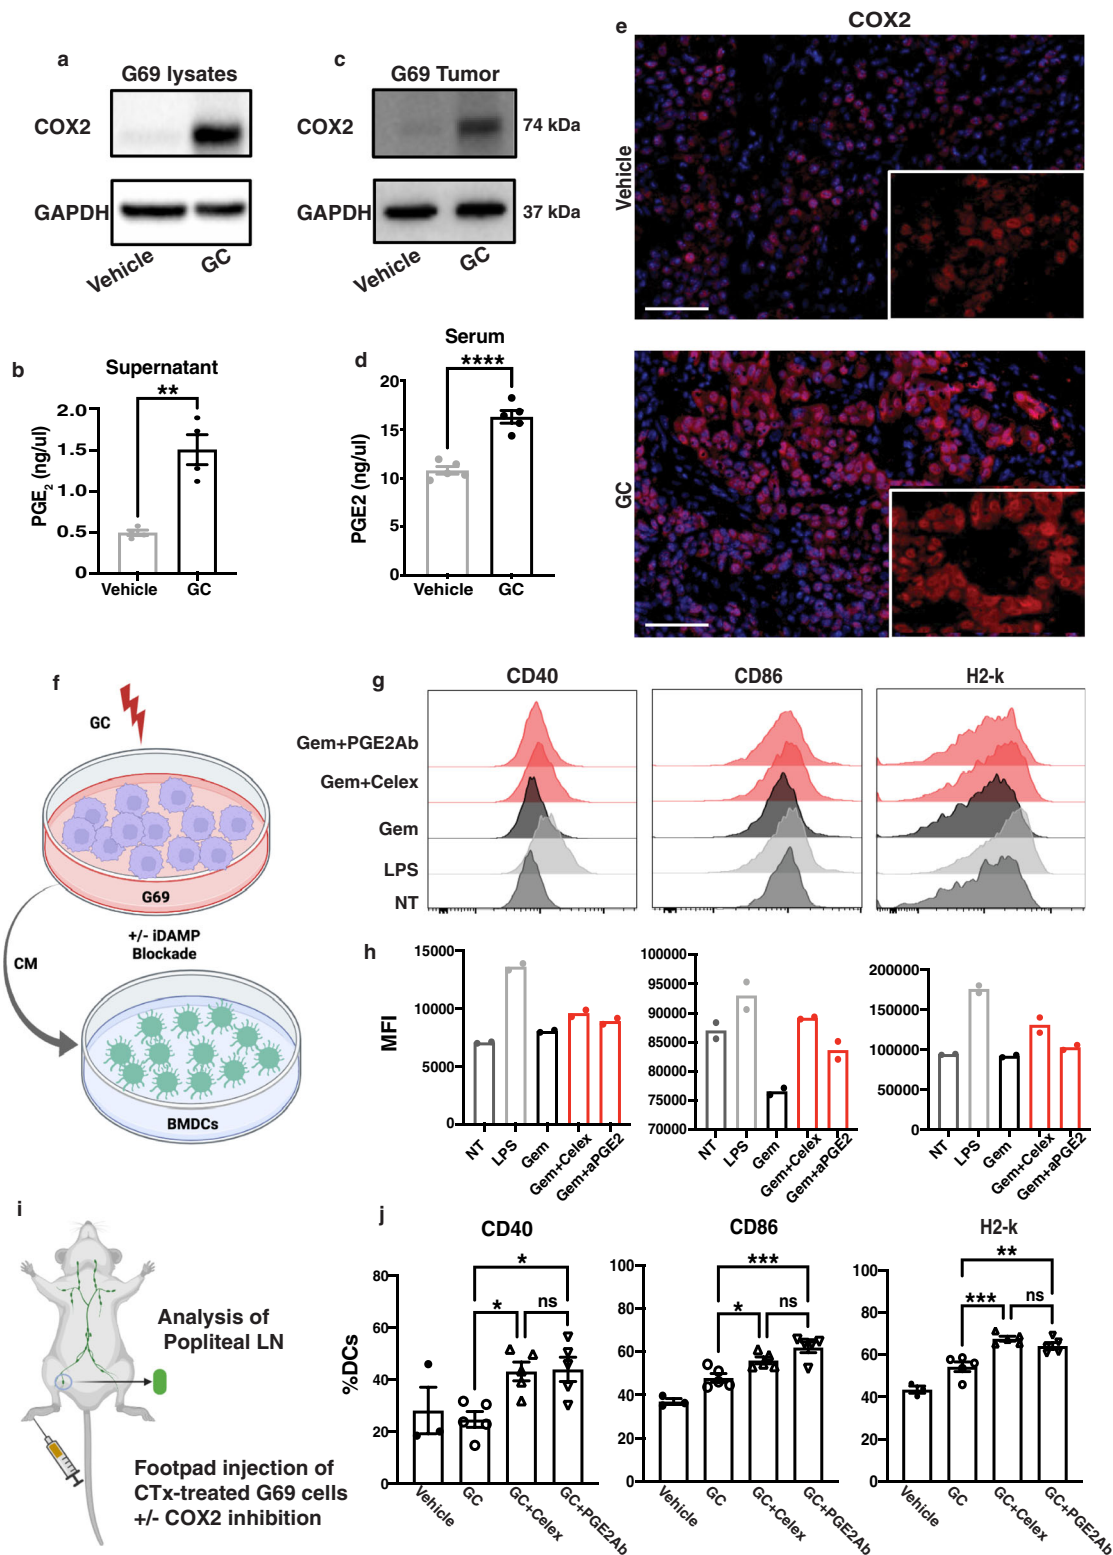 a
G69 lysates
COX2
GAPDH
Vehicle
GC
c
G69 Tumor
COX2
74 kDa
GAPDH
37 kDa
Vehicle
GC
e
COX2
Vehicle
GC
b
Supernatant
**
PGE2 (ng/ul)
2.0
1.5
1.0
0.5
0
Vehicle
GC
d
Serum
****
PGE2 (ng/ul)
20
15
10
5
0
Vehicle
GC
f
GC
G69
+/- iDAMP
Blockade
CM
BMDCs
g
CD40
CD86
H2-k
Gem+PGE2Ab
Gem+Celex
Gem
LPS
NT
h
MFI
15000
10000
5000
0
NT
LPS
Gem
Gem+Celex
Gem+aPGE2
100000
95000
90000
85000
80000
75000
70000
NT
LPS
Gem
Gem+Celex
Gem+aPGE2
200000
150000
100000
50000
0
NT
LPS
Gem
Gem+Celex
Gem+aPGE2
i
Analysis of
Popliteal LN
Footpad injection of
CTx-treated G69 cells
+/- COX2 inhibition
j
CD40
%DCs
80
60
40
20
0
*
*
ns
Vehicle
GC
GC+Celex
GC+PGE2Ab
CD86
100
80
60
40
20
0
***
*
ns
Vehicle
GC
GC+Celex
GC+PGE2Ab
H2-k
100
80
60
40
20
0
**
***
ns
Vehicle
GC
GC+Celex
GC+PGE2Ab